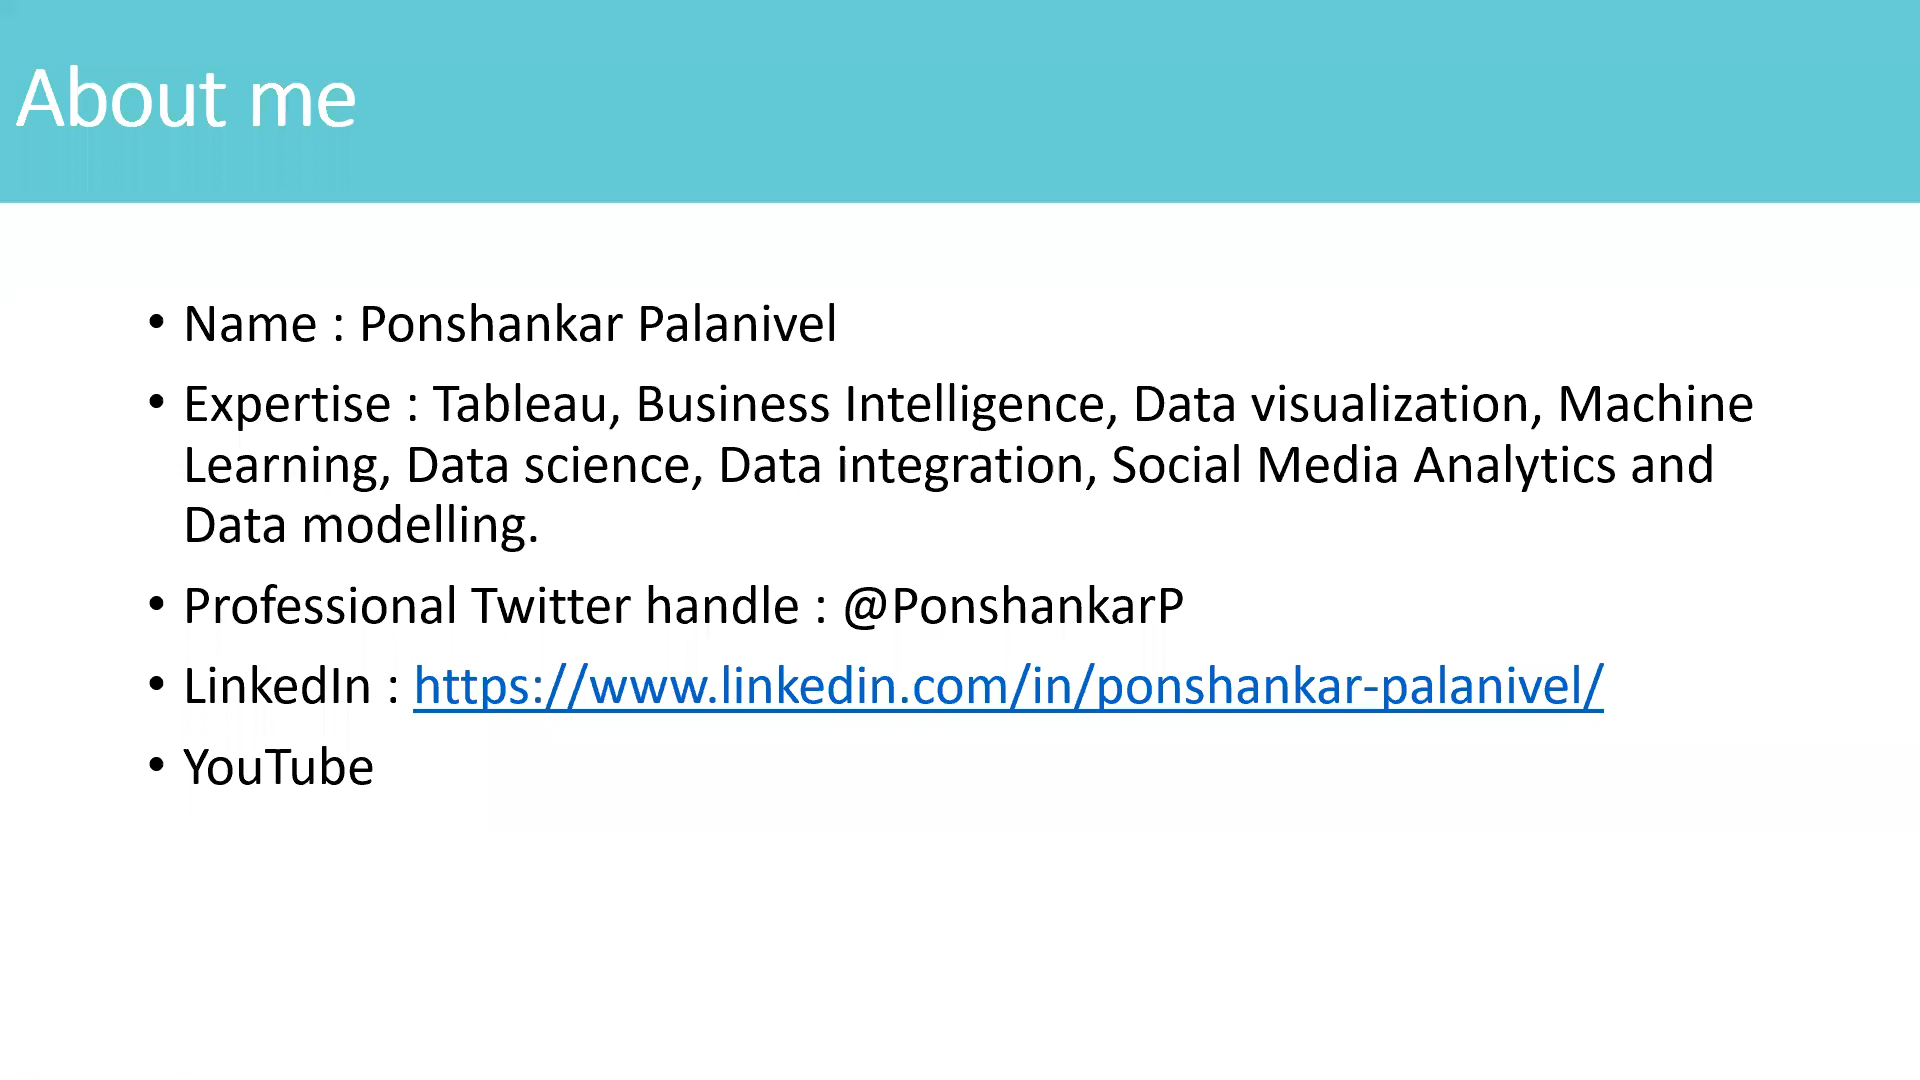 About me
• Name : Ponshankar Palanivel
• Expertise : Tableau, Business Intelligence, Data visualization, Machine
Learning, Data science, Data integration, Social Media Analytics and
Data modelling.
• Professional Twitter handle : @PonshankarP
• LinkedIn : https://www.linkedin.com/in/ponshankar-palanivel/
• YouTube